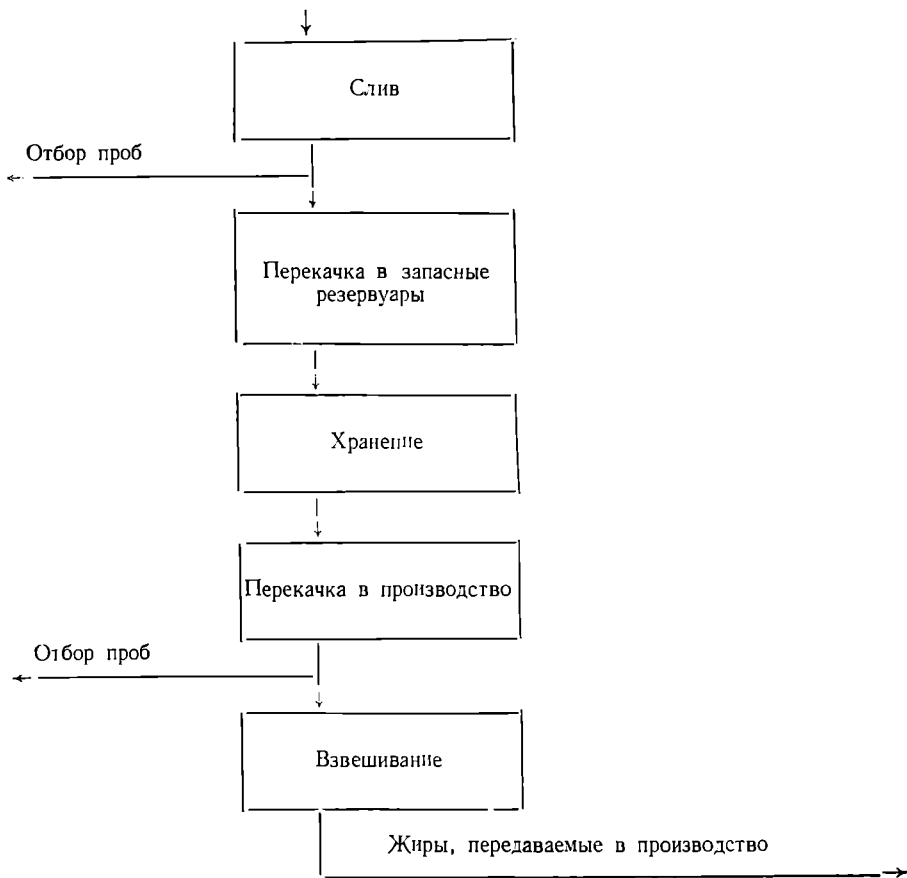 Слив
Отбор проб
Перекачка в запасные
резервуары
Хранение
Перекачка в производство
Отбор проб
Взвешивание
Жиры, передаваемые в производство